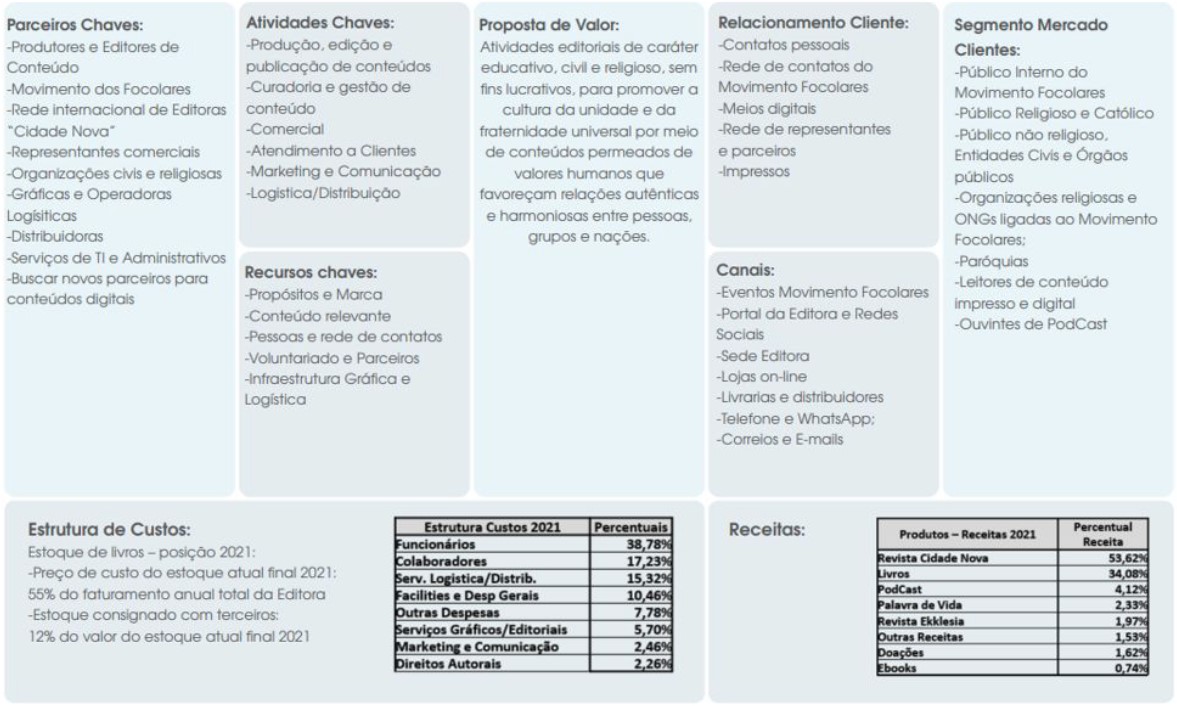 Parceiros Chaves:
-Produtores e Editores de
Conteúdo
-Movimento dos Focolares
-Rede internacional de Editoras
"Cidade Nova"
-Representantes comerciais
-Organizações civis e religiosas
-Gráficas e Operadoras
Logísiticas
-Distribuidoras
-Serviços de TI e Administrativos
-Buscar novos parceiros para
conteúdos digitais
Atividades Chaves:
-Produção, edição e
publicação de conteúdos
-Curadoria e gestão de
conteúdo
-Comercial
-Atendimento a Clientes
-Marketing e Comunicação
-Logistica/Distribuição
Recursos chaves:
-Propósitos e Marca
-Conteúdo relevante
-Pessoas e rede de contatos
-Voluntariado e Parceiros
-Infraestrutura Gráfica e
Logística
Proposta de Valor:
Atividades editoriais de caráter
educativo, civil e religioso, sem
fins lucrativos, para promover a
cultura da unidade e da
fraternidade universal por meio
de conteúdos permeados de
valores humanos que
favoreçam relações autênticas
e harmoniosas entre pessoas,
grupos e nações.
Relacionamento Cliente:
-Contatos pessoais
-Rede de contatos do
Movimento Focolares
-Meios digitais
-Rede de representantes
e parceiros
-Impressos
Canais:
-Eventos Movimento Focolares
-Portal da Editora e Redes
Sociais
-Sede Editora
-Lojas on-line
-Livrarias e distribuidores
-Telefone e WhatsApp;
-Correios e E-mails
Segmento Mercado
Clientes:
-Público Interno do
Movimento Focolares
-Público Religioso e Católico
-Público não religioso,
Entidades Civis e Órgãos
públicos
-Organizações religiosas e
ONGs ligadas ao Movimento
Focolares;
-Paróquias
-Leitores de conteúdo
impresso e digital
-Ouvintes de PodCast
Estrutura de Custos:
Estoque de livros – posição 2021:
-Preço de custo do estoque atual final 2021:
55% do faturamento anual total da Editora
-Estoque consignado com terceiros:
12% do valor do estoque atual final 2021
Estrutura Custos 2021 Percentuais
Funcionários 38,78%
Colaboradores 17,23%
Serv. Logistica/Distrib. 15,32%
Facilities e Desp Gerais 10,46%
Outras Despesas 7,78%
Serviços Gráficos/Editoriais 5,70%
Marketing e Comunicação 2,46%
Direitos Autorais 2,26%
Receitas:
Produtos – Receitas 2021 Percentual
Receita
Revista Cidade Nova 53,62%
Livros 34,08%
PodCast 4,12%
Palavra de Vida 2,33%
Revista Ekklesia 1,97%
Outras Receitas 1,53%
Doações 1,62%
Ebooks 0,74%